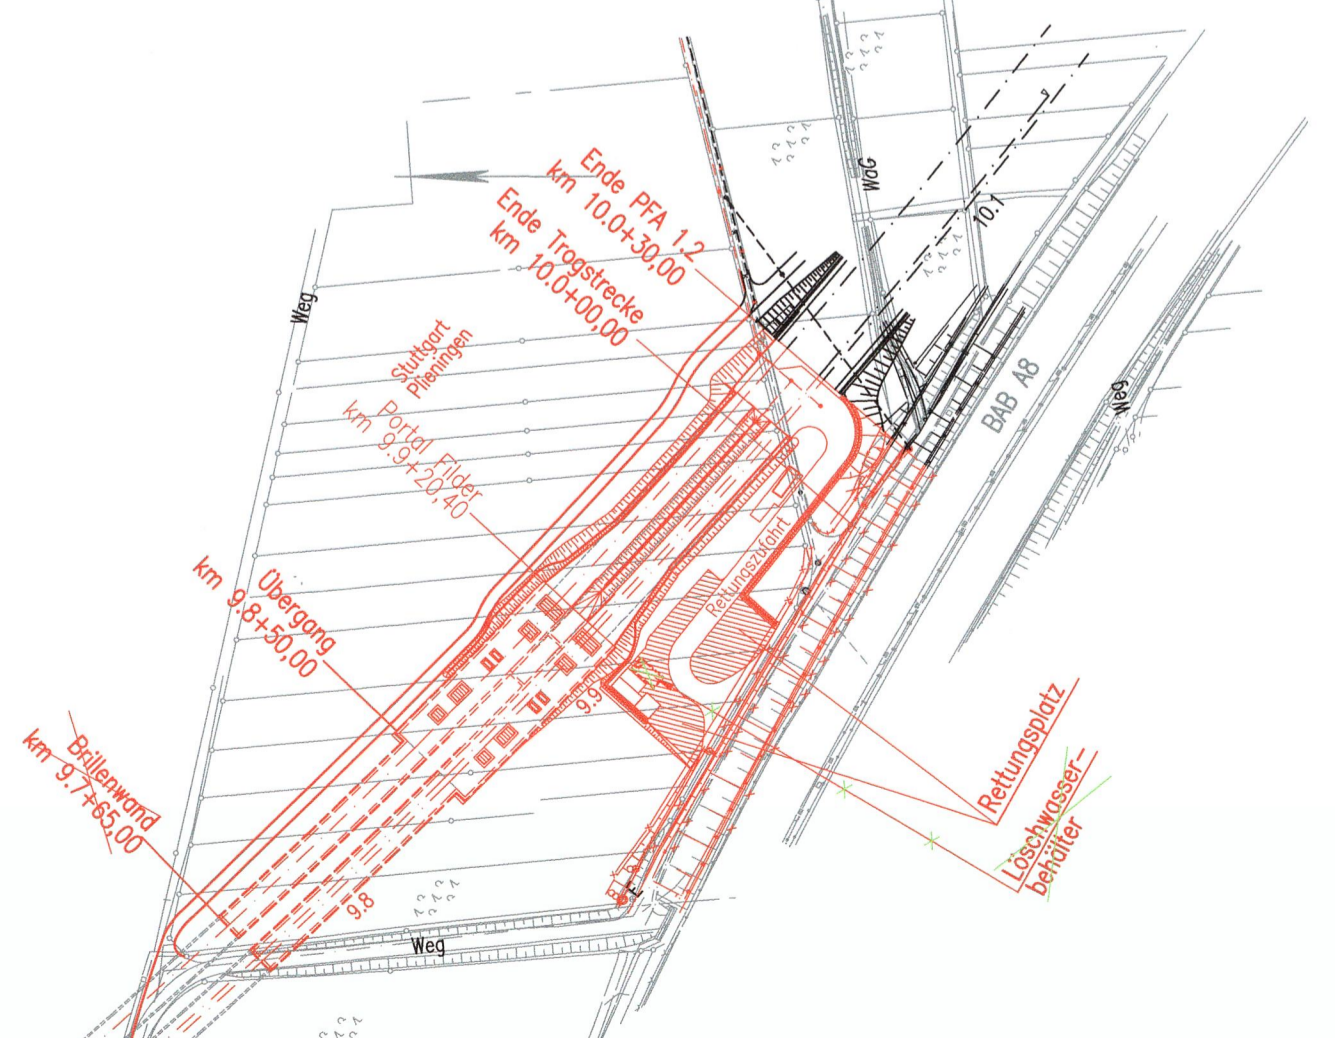 Ende PFA 1.2
km 10.0+30,00
Ende Trogstrecke
km 10.0+00,00
Stuttgart
Plieningen
Portal Filder
km 9.9+20,40
Übergang
km 9.8+50,00
Brillenwand
km 9.7+65,00
Weg
WaG
10.1
BAB A8
Weg
Rettungszufahrt
9.9
9.8
Weg
E
Rettungsplatz
Löschwasser-
behälter